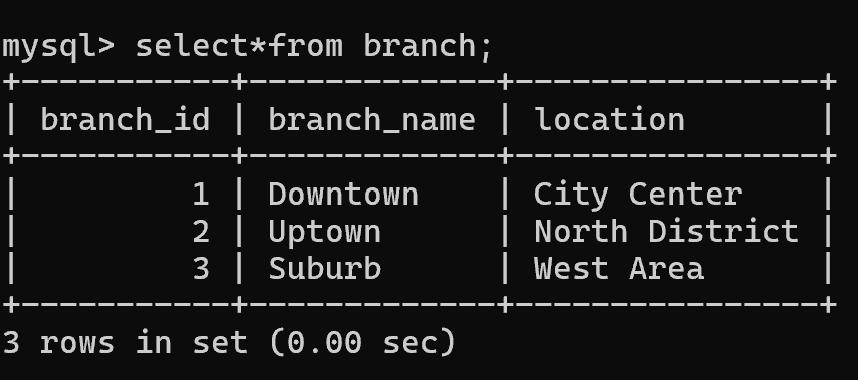 mysql> select*from branch;
+-----------+-------------+----------------+
| branch_id | branch_name | location       |
+-----------+-------------+----------------+
|         1 | Downtown    | City Center    |
|         2 | Uptown      | North District |
|         3 | Suburb      | West Area      |
+-----------+-------------+----------------+
3 rows in set (0.00 sec)